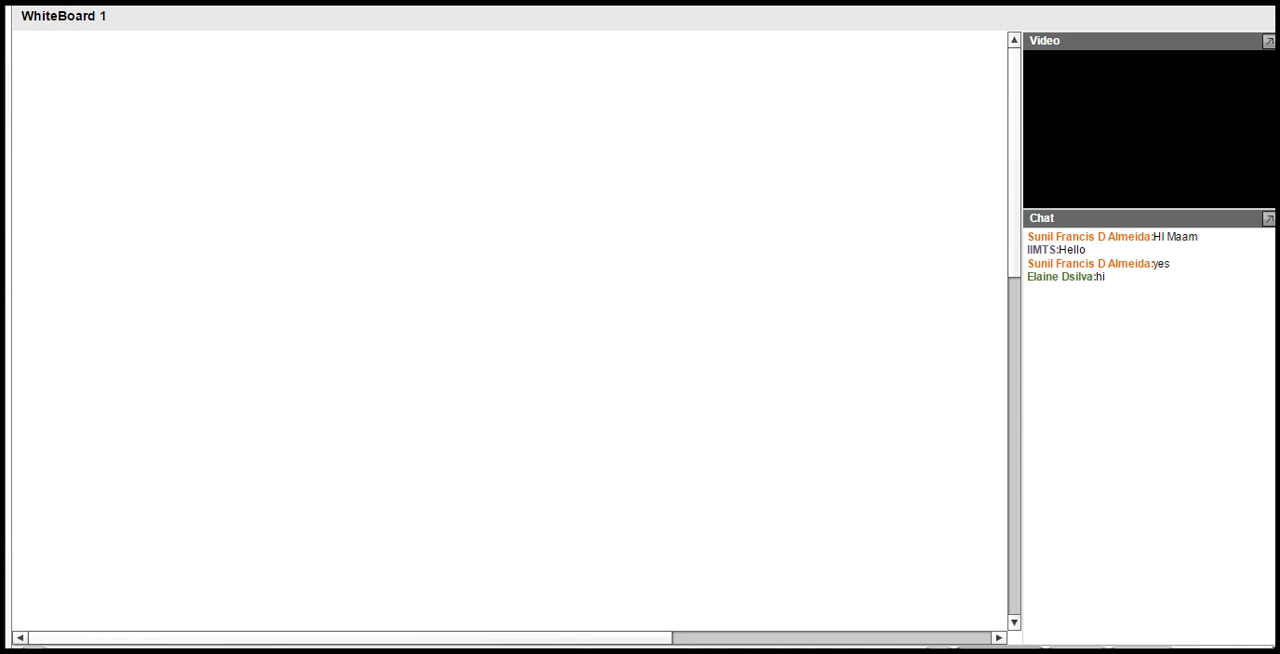 WhiteBoard 1
Video
Chat
Sunil Francis D Almeida:HI Maam
IIMTS:Hello
Sunil Francis D Almeida:yes
Elaine Dsilva:hi